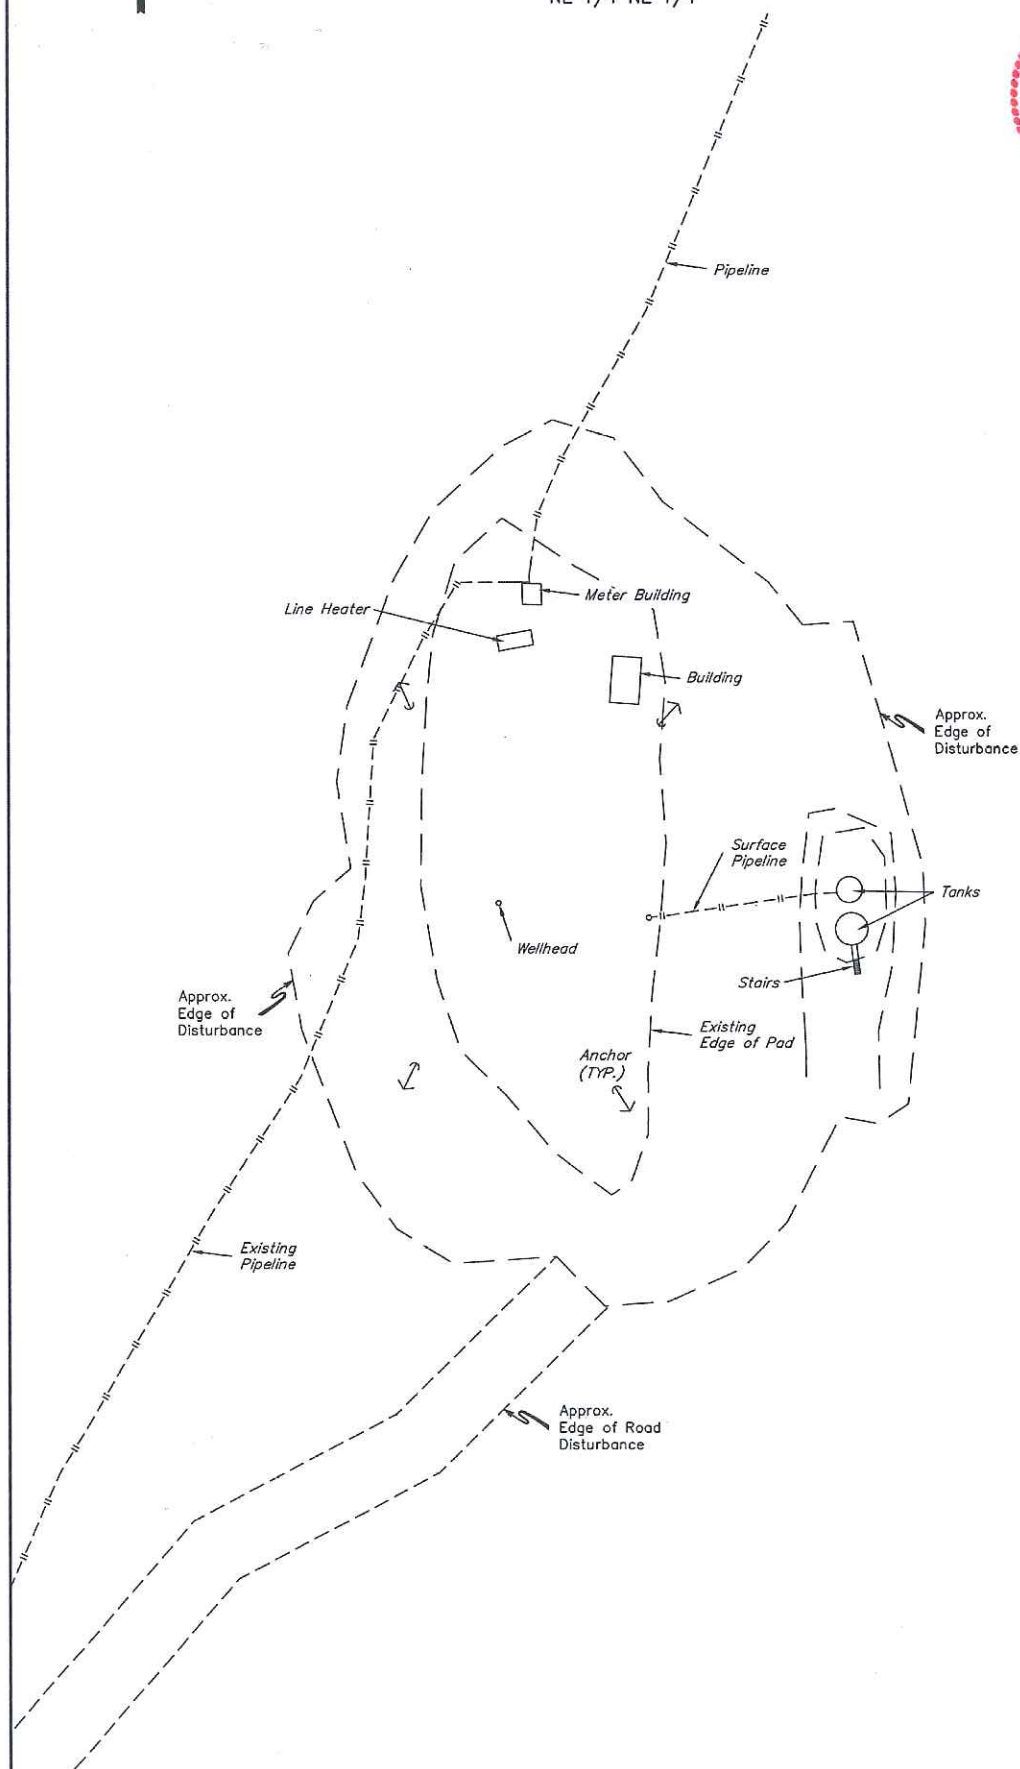 Pipeline
Line Heater
Meter Building
Building
Approx.
Edge of
Disturbance
Surface
Pipeline
Tanks
Wellhead
Stairs
Approx.
Edge of
Disturbance
Existing
Edge of Pad
Anchor
(TYP.)
Existing
Pipeline
Approx.
Edge of Road
Disturbance